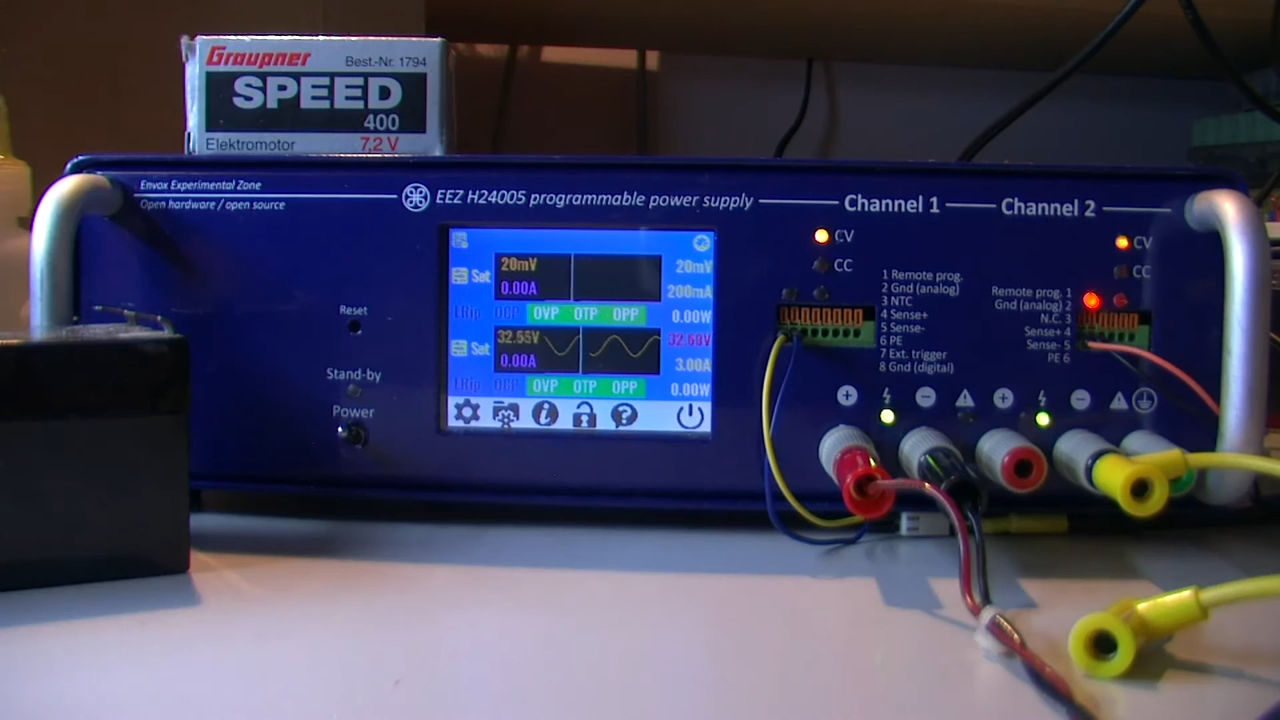 Graupner Best.-Nr. 1794
SPEED
400
Elektromotor 7,2 V
Envox Experimental Zone
Open hardware / open source
EEZ H24005 programmable power supply
Channel 1
Channel 2
CV
CC
CV
CC
Set 20mV 20mV
0.00A 200mA
LRip OCP OVP OTP OPP 0.00W
Set 32.55V
0.00A 3.00A
LRip OCP OVP OTP OPP 0.00W
Reset
Stand-by
Power
1 Remote prog.
2 Gnd (analog)
3 NTC
4 Sense+
5 Sense-
6 PE
7 Ext. trigger
8 Gnd (digital)
Remote prog. 1
Gnd (analog) 2
N.C. 3
Sense+ 4
Sense- 5
PE 6